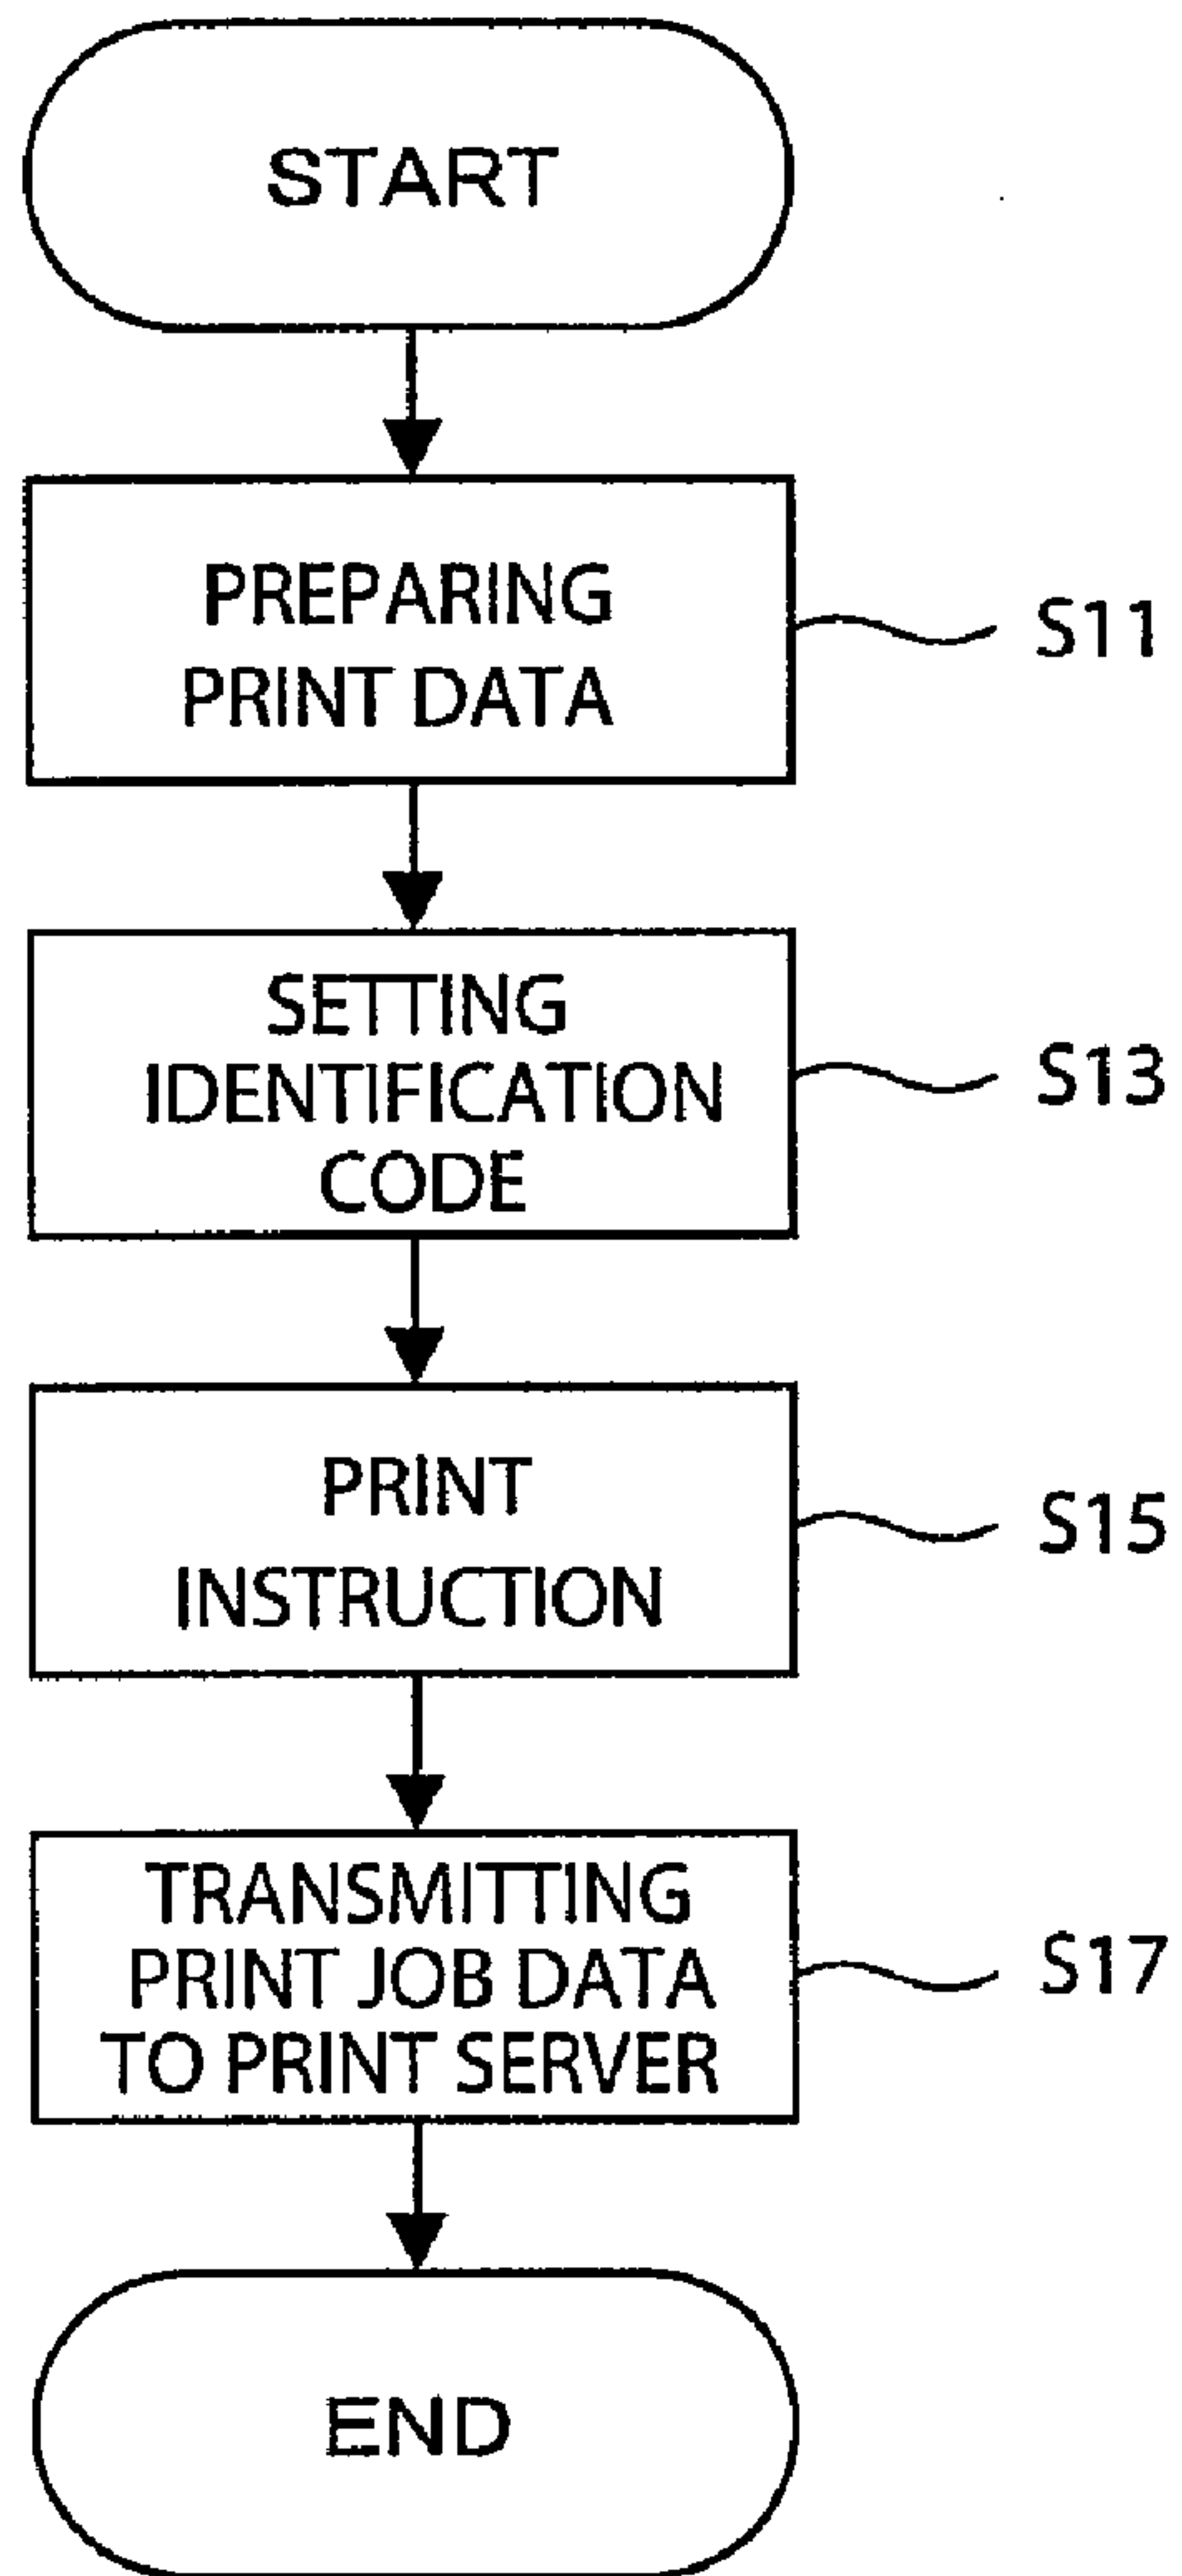 START
PREPARING
PRINT DATA
S11
SETTING
IDENTIFICATION
CODE
S13
PRINT
INSTRUCTION
S15
TRANSMITTING
PRINT JOB DATA
TO PRINT SERVER
S17
END